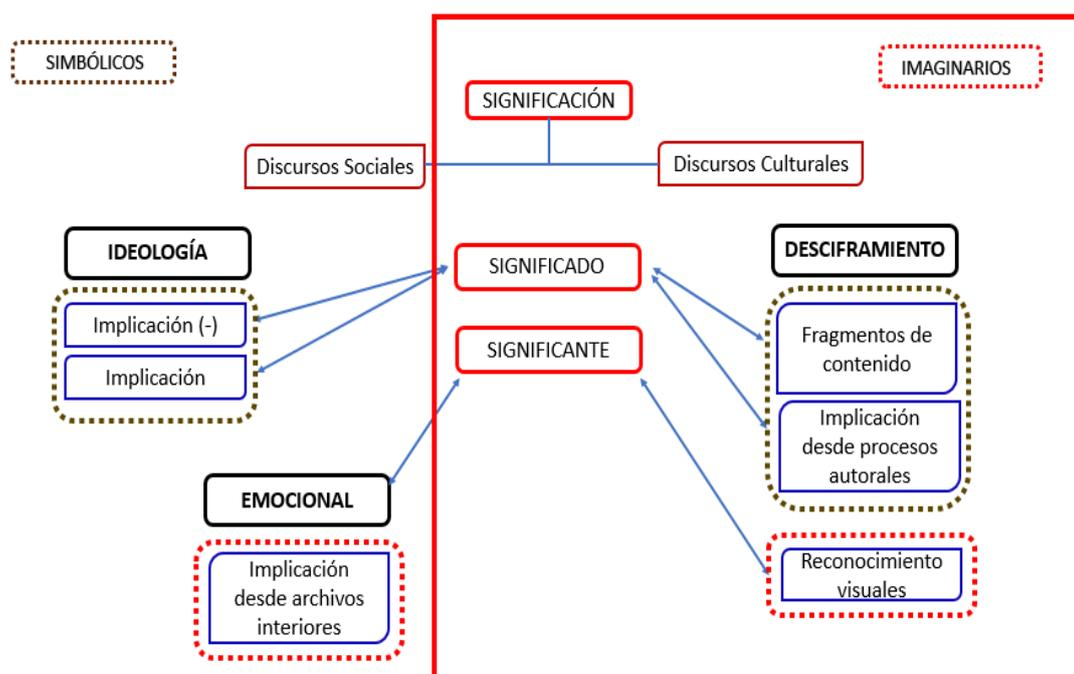 SIMBÓLICOS
IMAGINARIOS
SIGNIFICACIÓN
Discursos Sociales
Discursos Culturales
IDEOLOGÍA
Implicación (-)
Implicación
SIGNIFICADO
SIGNIFICANTE
DESCIFRAMIENTO
Fragmentos de
contenido
Implicación
desde procesos
autorales
EMOCIONAL
Implicación
desde archivos
interiores
Reconocimiento
visuales